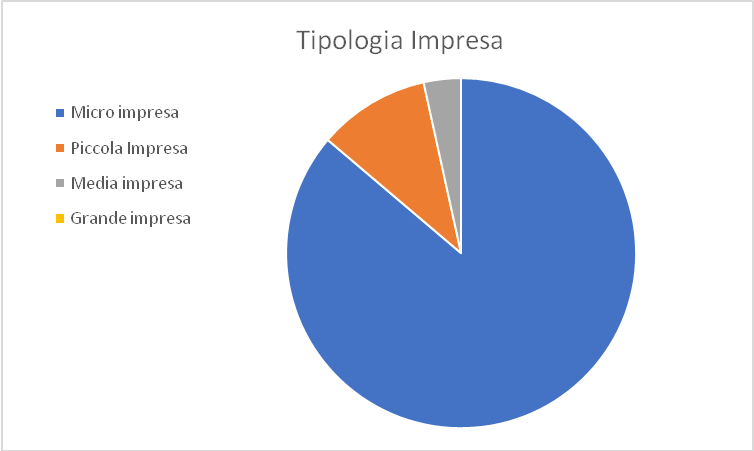 Tipologia Impresa
Micro impresa
Piccola Impresa
Media impresa
Grande impresa